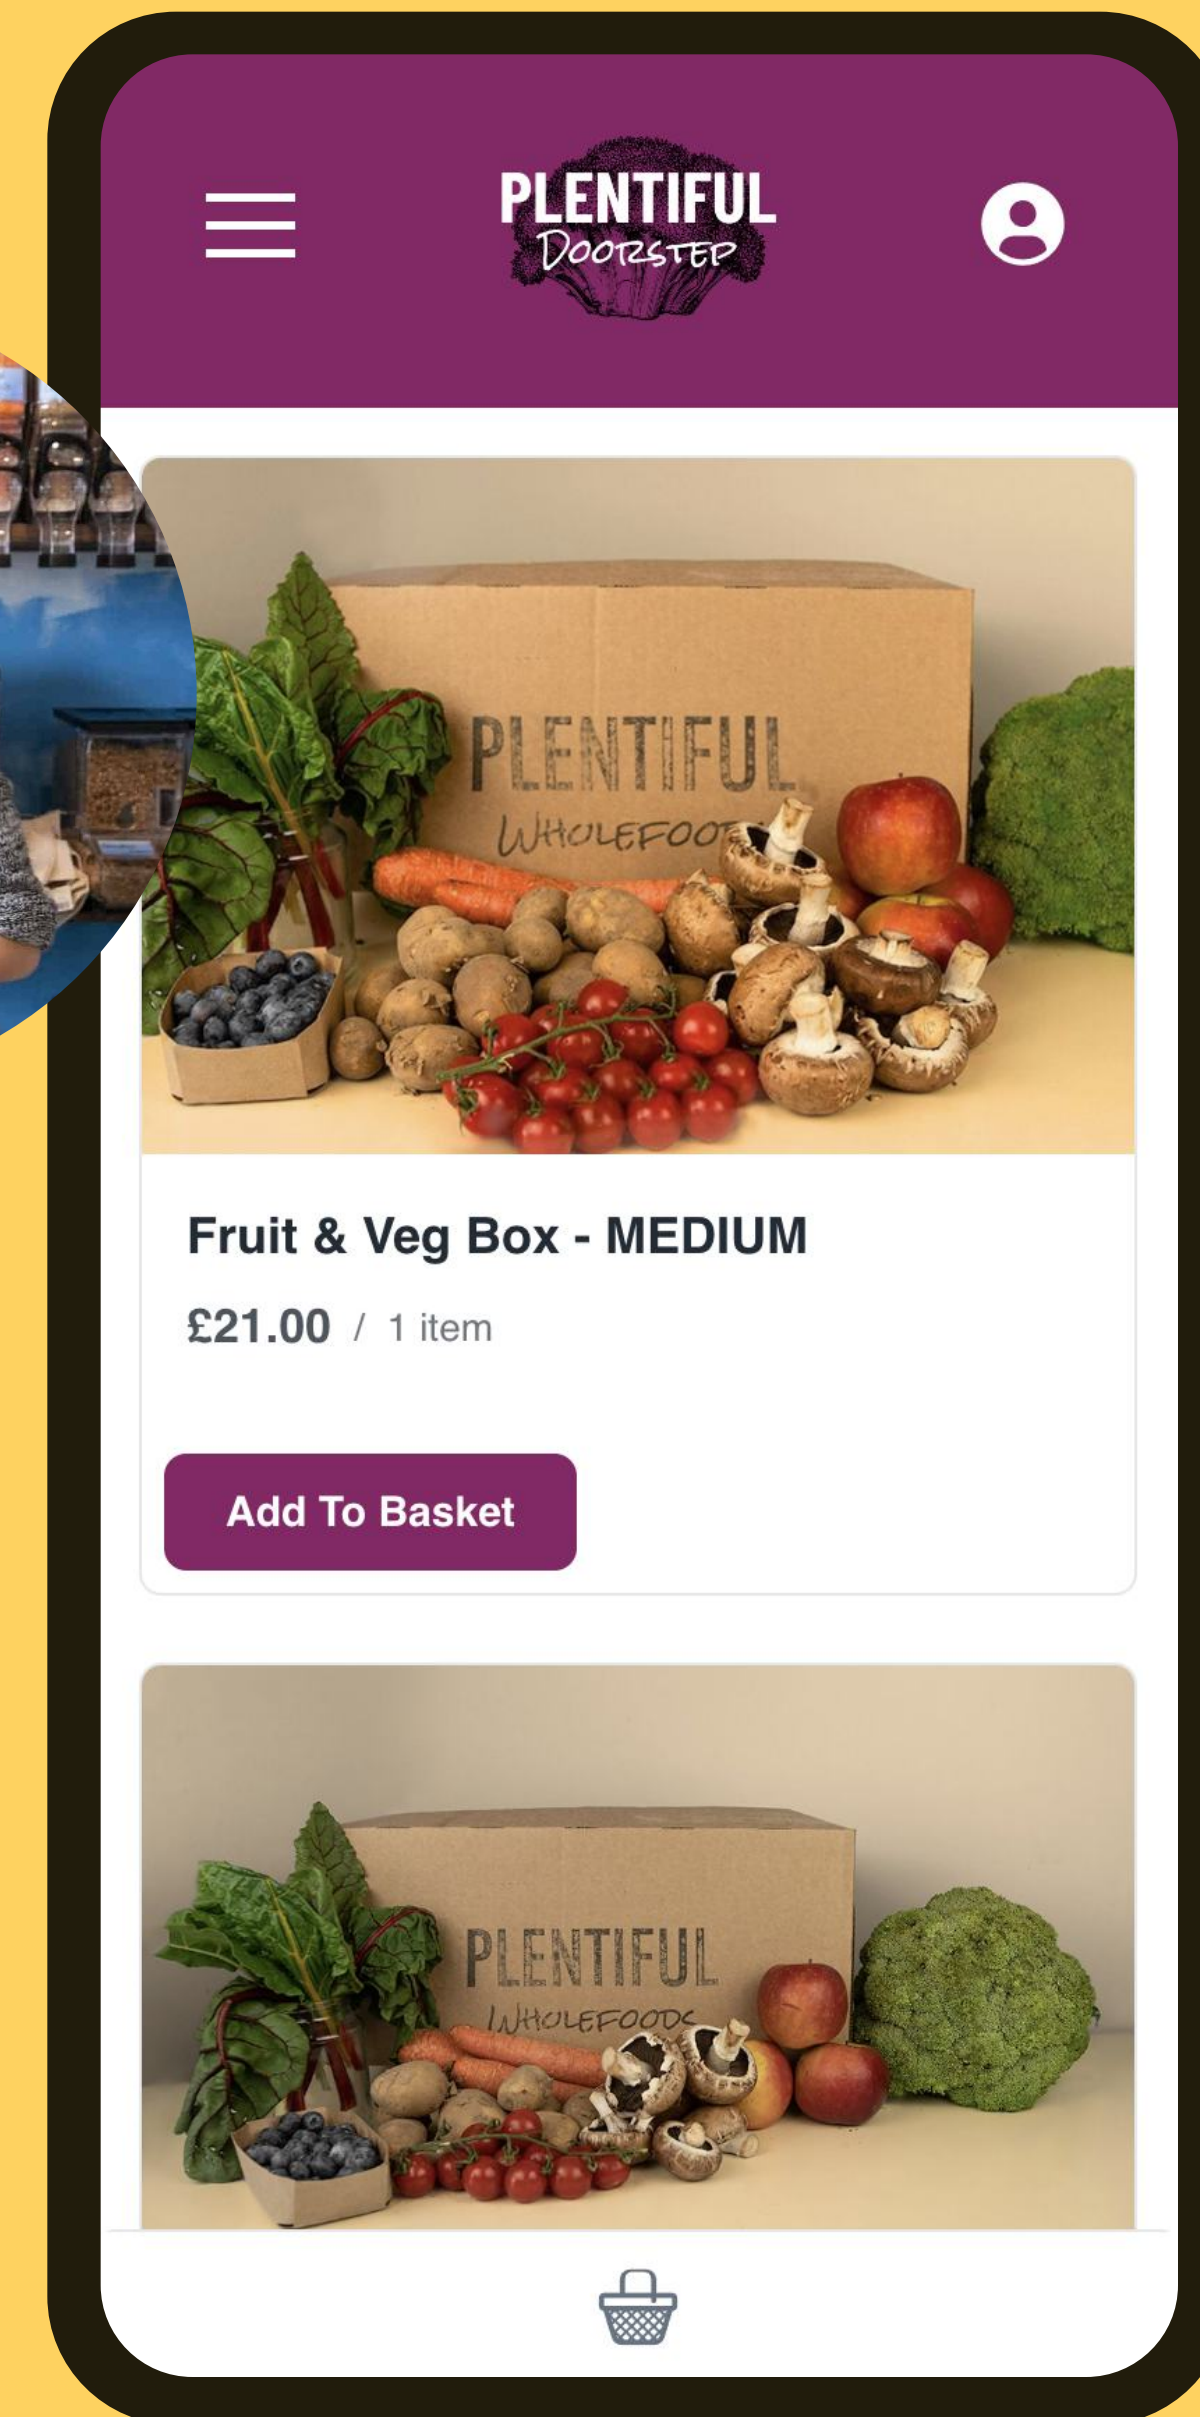 PLENTIFUL
DOORSTEP
PLENTIFUL
WHOLEFOO
Fruit & Veg Box - MEDIUM
£21.00 / 1 item
Add To Basket
PLENTIFUL
WHOLEFOODS